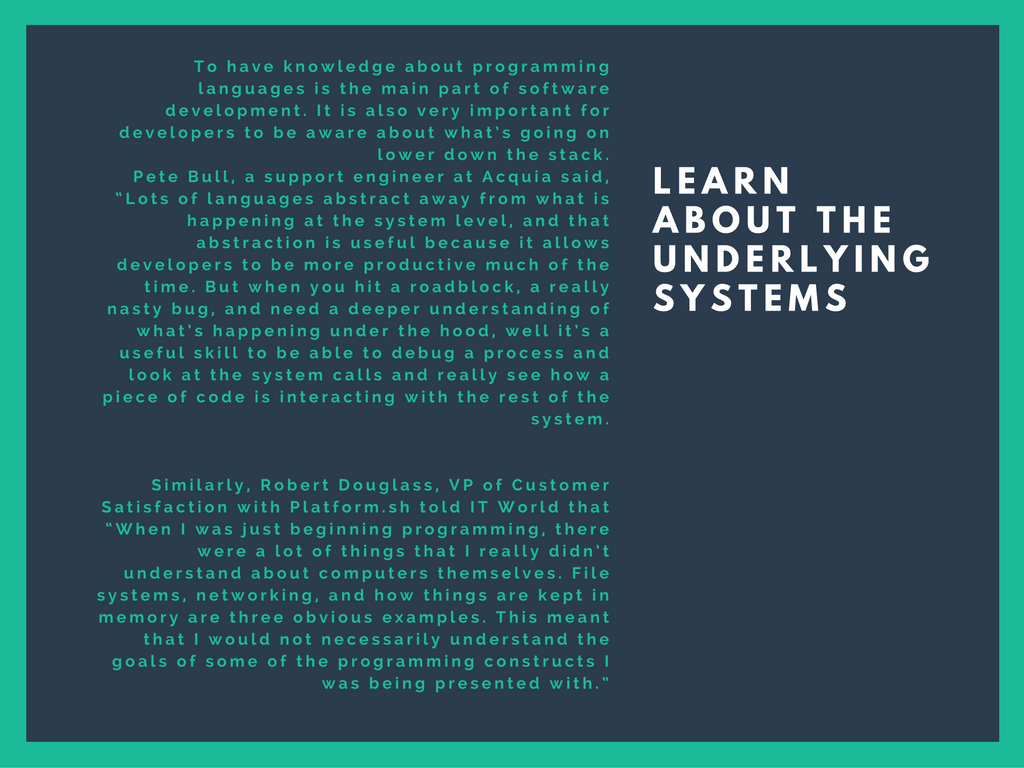 To have knowledge about programming
languages is the main part of software
development. It is also very important for
developers to be aware about what's going on
lower down the stack.
Pete Bull, a support engineer at Acquia said,
“Lots of languages abstract away from what is
happening at the system level, and that
abstraction is useful because it allows
developers to be more productive much of the
time. But when you hit a roadblock, a really
nasty bug, and need a deeper understanding of
what's happening under the hood, well it's a
useful skill to be able to debug a process and
look at the system calls and really see how a
piece of code is interacting with the rest of the
system.
Similarly, Robert Douglass, VP of Customer
Satisfaction with Platform.sh told IT World that
“When I was just beginning programming, there
were a lot of things that I really didn't
understand about computers themselves. File
systems, networking, and how things are kept in
memory are three obvious examples. This meant
that I would not necessarily understand the
goals of some of the programming constructs I
was being presented with.”
LEARN
ABOUT THE
UNDERLYING
SYSTEMS